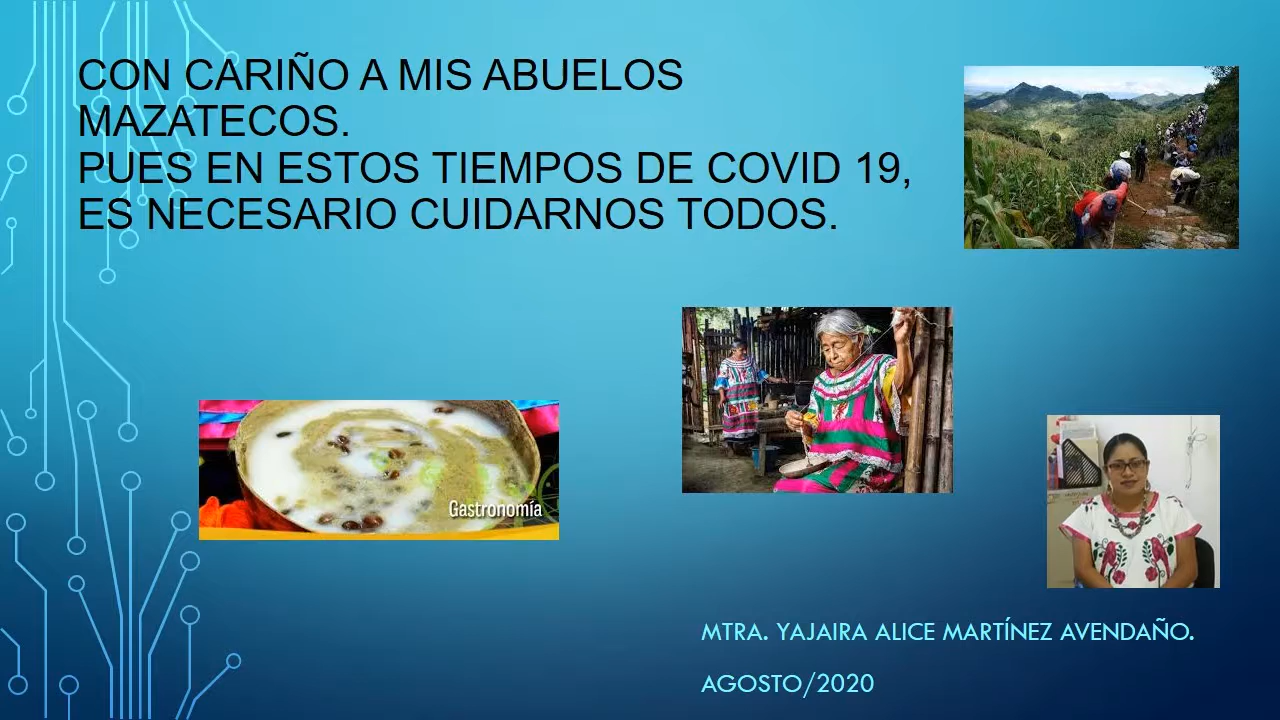 CON CARIÑO A MIS ABUELOS
MAZATECOS.
PUES EN ESTOS TIEMPOS DE COVID 19,
ES NECESARIO CUIDARNOS TODOS.
Gastronomía
MTRA. YAJAIRA ALICE MARTÍNEZ AVENDAÑO.
AGOSTO/2020